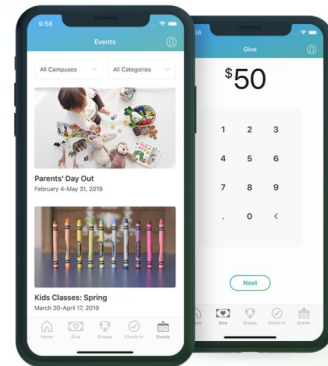 9:56
Events
All Campuses
All Categories
Parents' Day Out
February 4-May 31, 2019
Kids Classes: Spring
March 20-April 17, 2019
Home
Give
Groups
Check-in
Events
Give
$50
1 2 3
4 5 6
7 8 9
. 0 <
Next
Give
Groups
Check-in
Events